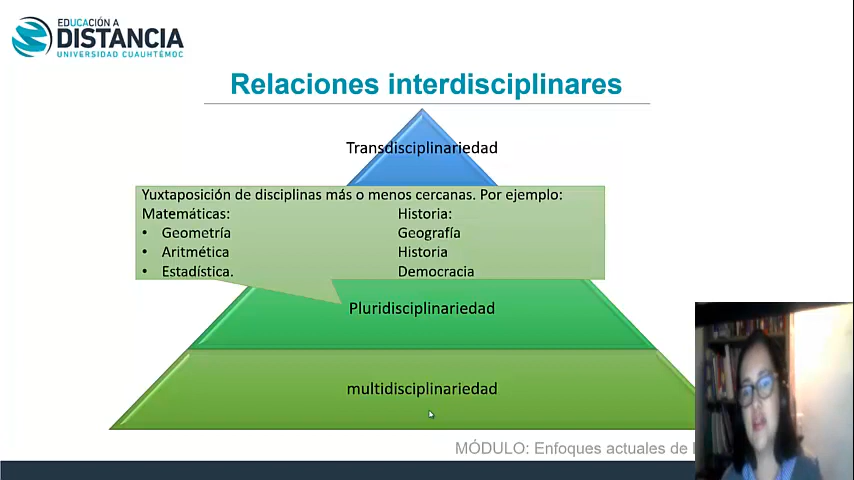 EDUCACIÓN A
DISTANCIA
UNIVERSIDAD CUAUHTÉMOC
Relaciones interdisciplinares
Transdisciplinariedad
Yuxtaposición de disciplinas más o menos cercanas. Por ejemplo:
Matemáticas: Historia:
• Geometría Geografía
• Aritmética Historia
• Estadística. Democracia
Pluridisciplinariedad
multidisciplinariedad
MÓDULO: Enfoques actuales de